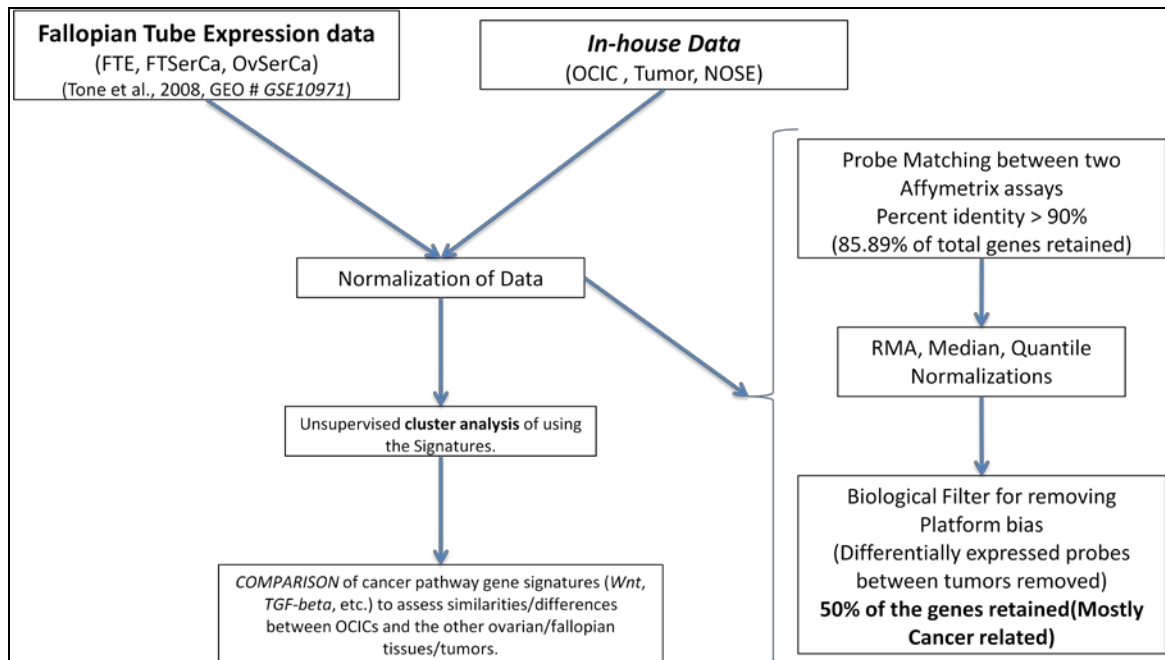 Fallopian Tube Expression data
(FTE, FTSerCa, OvSerCa)
(Tone et al., 2008, GEO # GSE10971)
In-house Data
(OCIC , Tumor, NOSE)
Normalization of Data
Unsupervised cluster analysis of using
the Signatures.
COMPARISON of cancer pathway gene signatures (Wnt,
TGF-beta, etc.) to assess similarities/differences
between OCICs and the other ovarian/fallopian
tissues/tumors.
Probe Matching between two
Affymetrix assays
Percent identity > 90%
(85.89% of total genes retained)
RMA, Median, Quantile
Normalizations
Biological Filter for removing
Platform bias
(Differentially expressed probes
between tumors removed)
50% of the genes retained(Mostly
Cancer related)